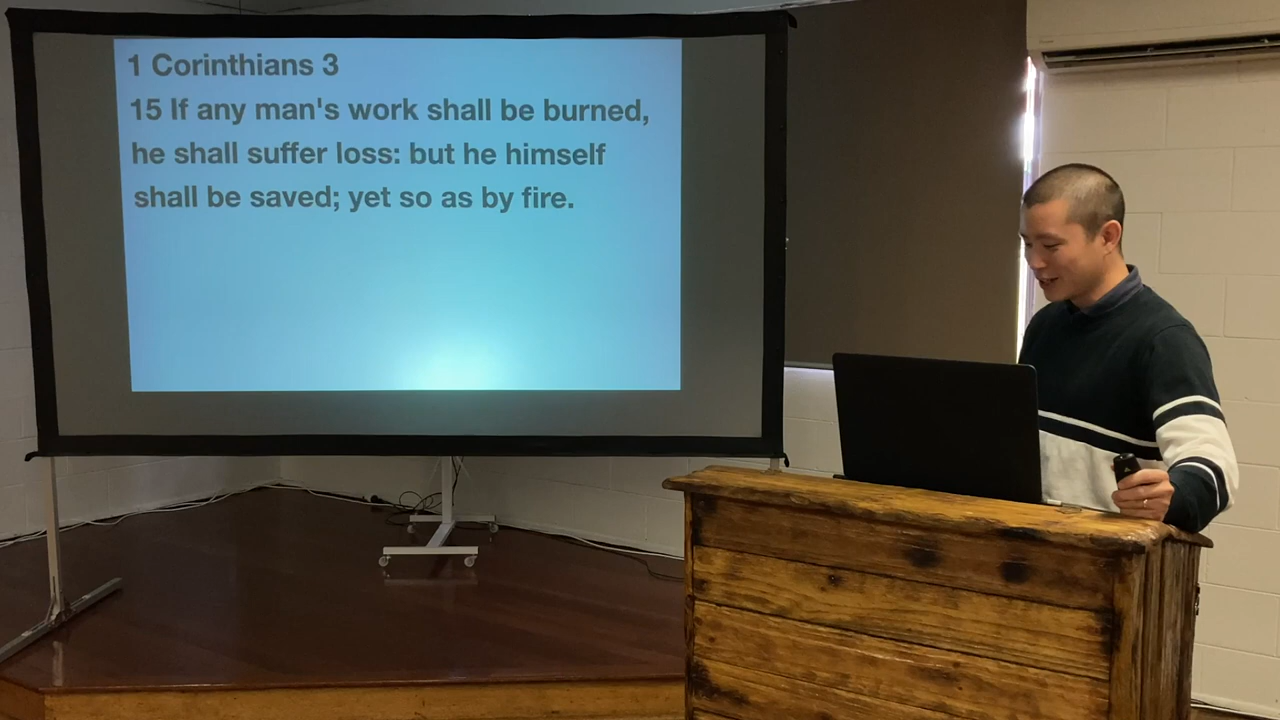 1 Corinthians 3
15 If any man's work shall be burned,
he shall suffer loss: but he himself
shall be saved; yet so as by fire.